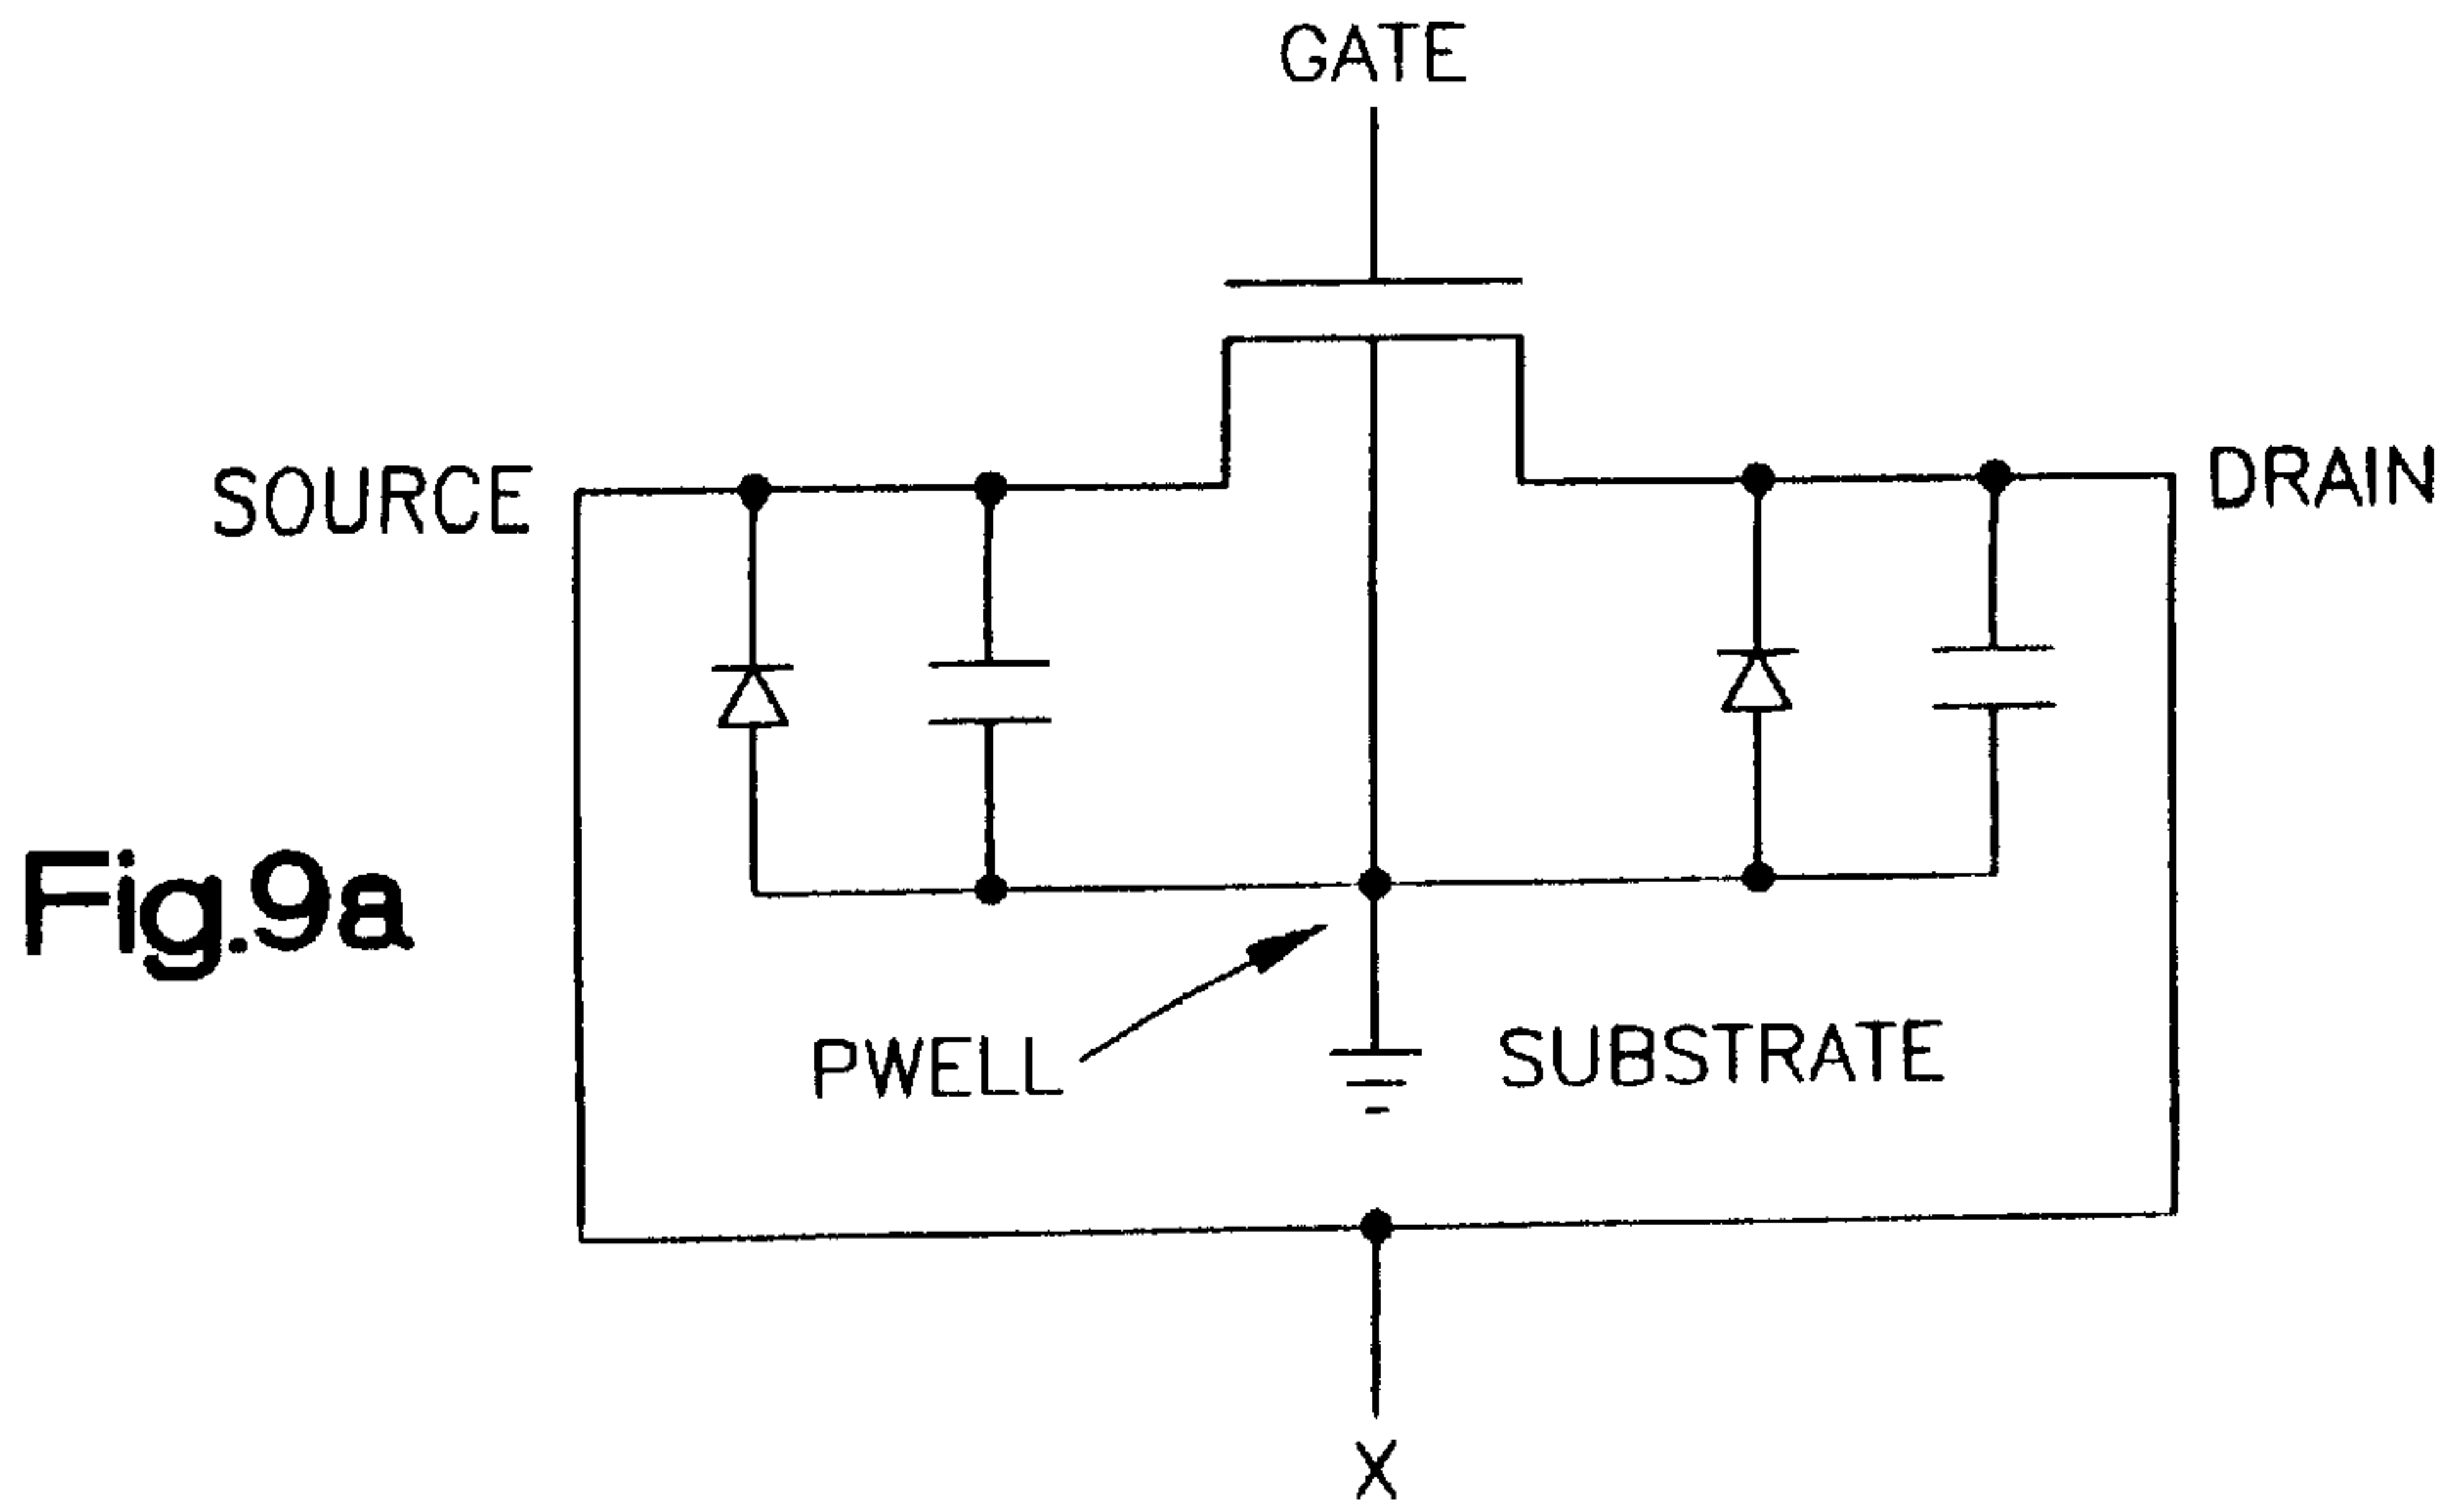 GATE
SOURCE
DRAIN
Fig.9a
PWELL
SUBSTRATE
X